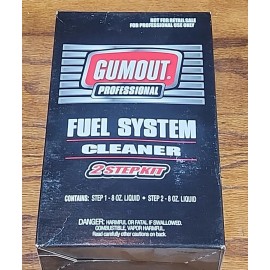 NOT FOR RETAIL SALE
FOR PROFESSIONAL USE ONLY
GUMOUT.
PROFESSIONAL
FUEL SYSTEM
CLEANER
2 STEP KIT
CONTAINS: STEP 1 - 8 OZ. LIQUID • STEP 2 - 8 OZ. LIQUID
DANGER: HARMFUL OR FATAL IF SWALLOWED.
COMBUSTIBLE, VAPOR HARMFUL.
Read carefully other cautions on back.